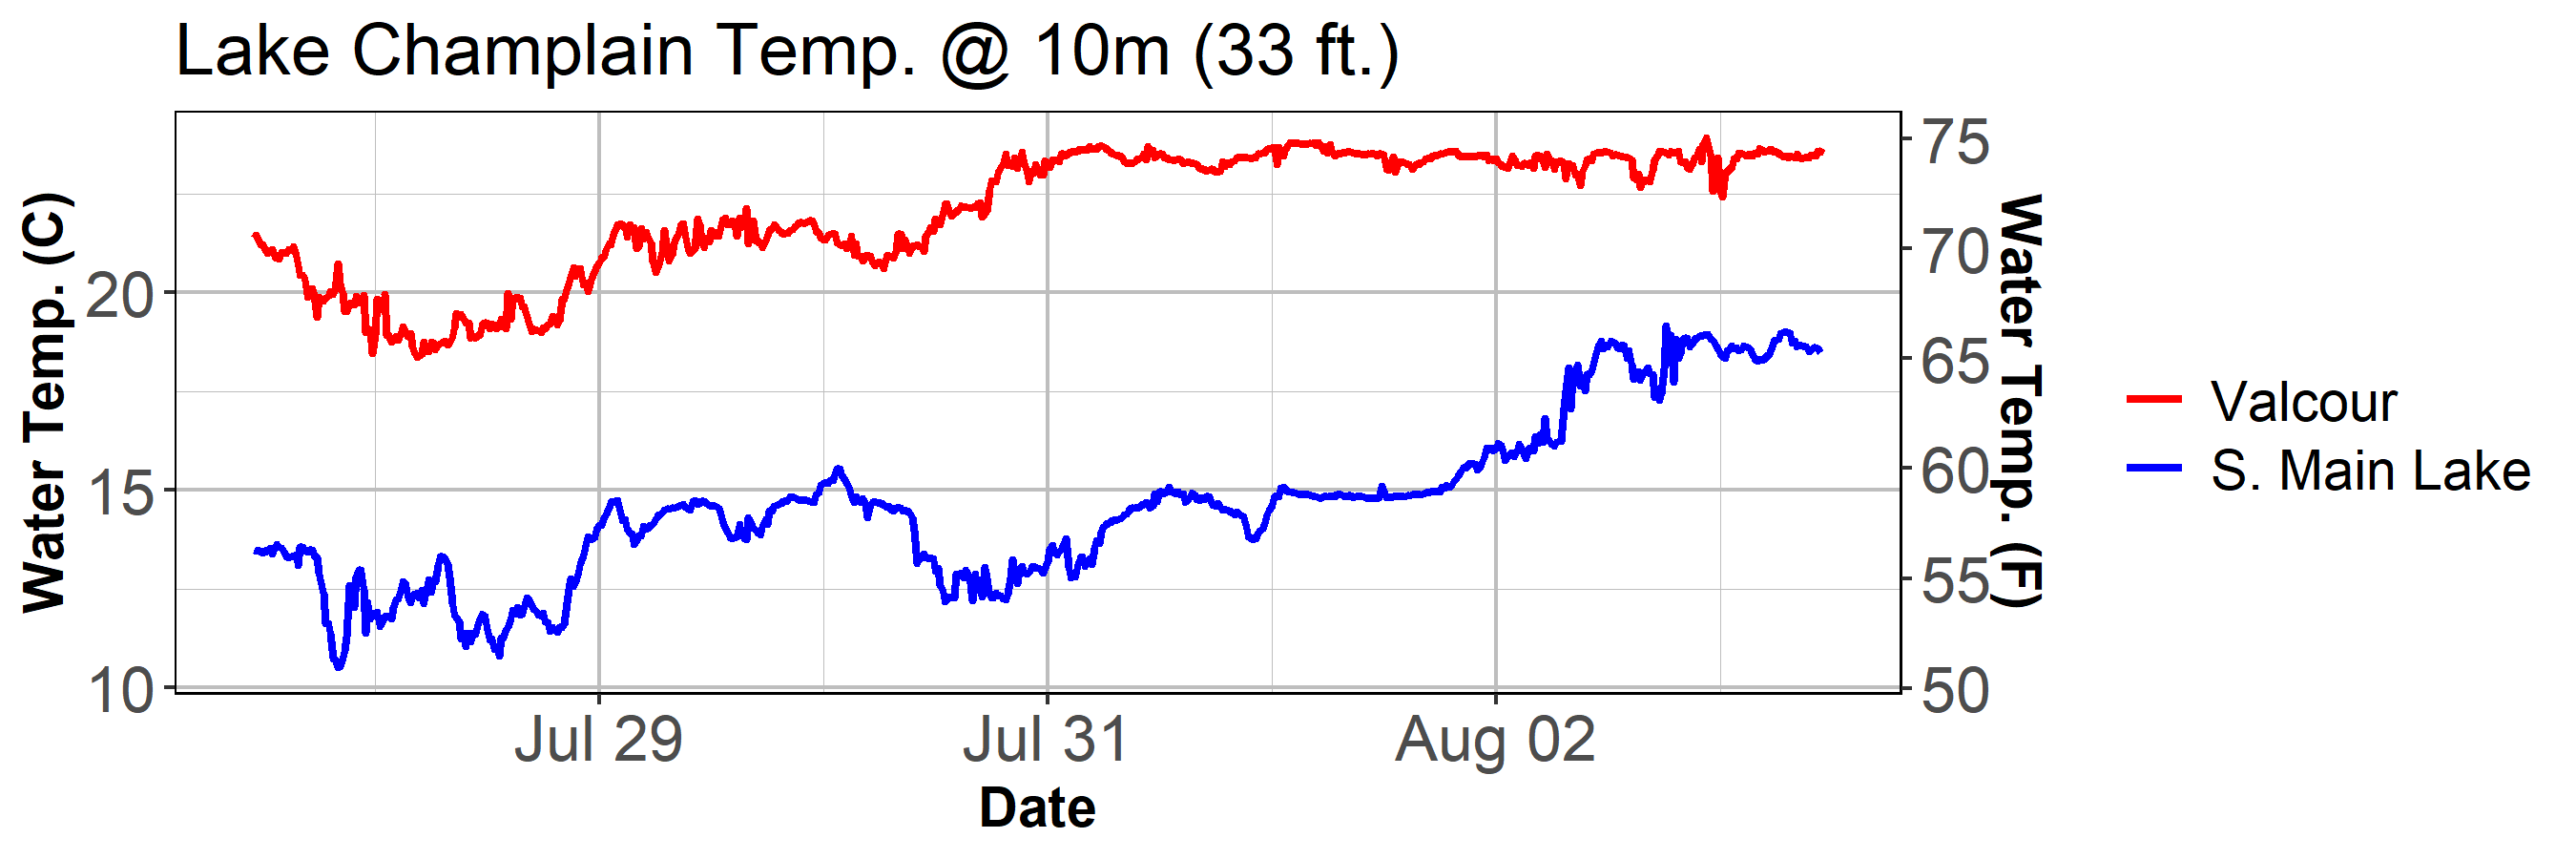 Lake Champlain Temp. @ 10m (33 ft.)
Water Temp. (C)
20
15
10
75
70
65
60
55
50
Water Temp. (F)
Jul 29
Jul 31
Aug 02
Date
Valcour
S. Main Lake